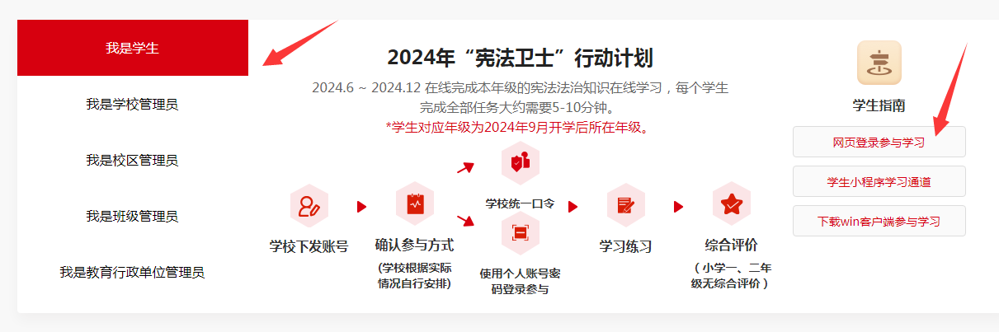 我是学生
我是学校管理员
我是校区管理员
我是班级管理员
我是教育行政单位管理员
2024年“宪法卫士”行动计划
2024.6 ~ 2024.12 在线完成本年级的宪法法治知识在线学习，每个学生
完成全部任务大约需要5-10分钟。
*学生对应年级为2024年9月开学后所在年级。
学校下发账号
确认参与方式
(学校根据实际
情况自行安排)
学校统一口令
使用个人账号密
码登录参与
学习练习
综合评价
（小学一、二年
级无综合评价）
学生指南
网页登录参与学习
学生小程序学习通道
下载win客户端参与学习